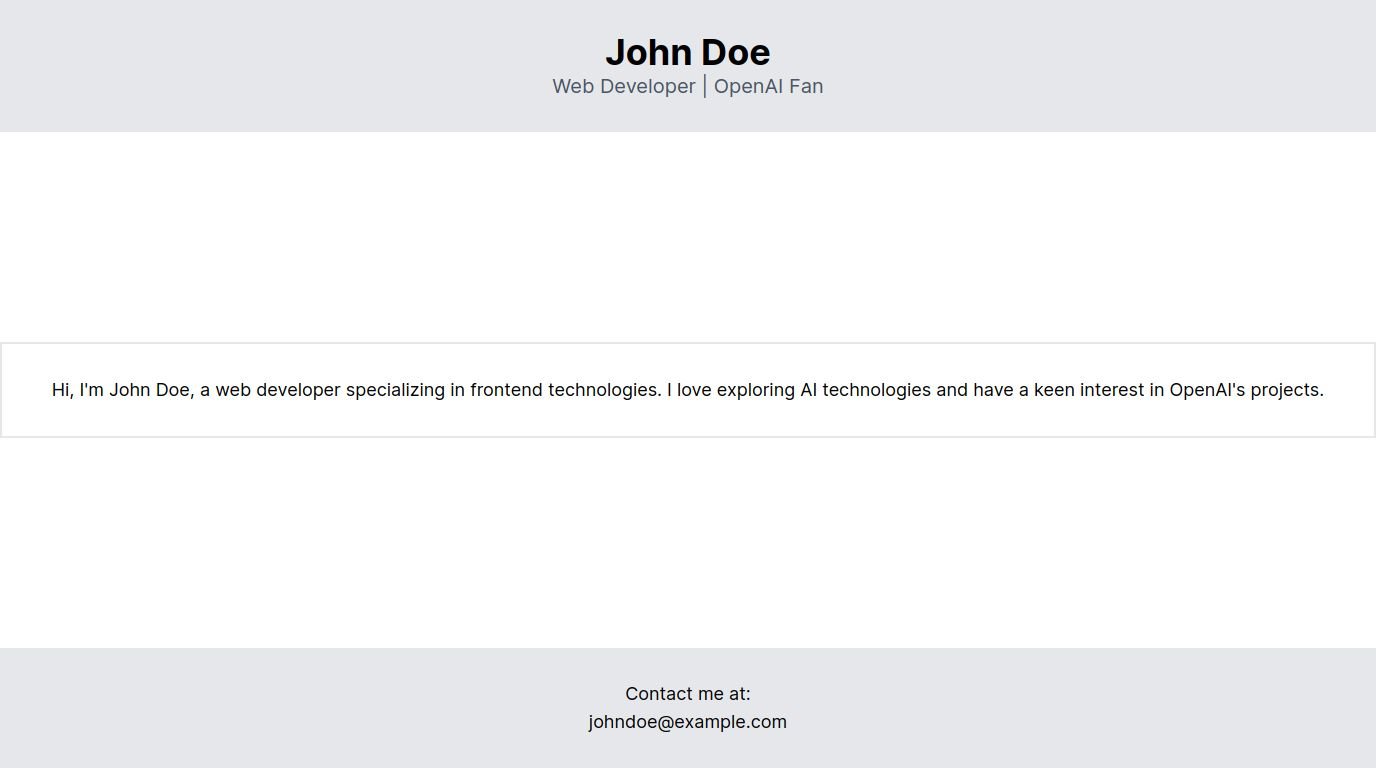 John Doe
Web Developer | OpenAI Fan
Hi, I'm John Doe, a web developer specializing in frontend technologies. I love exploring AI technologies and have a keen interest in OpenAI's projects.
Contact me at:
johndoe@example.com